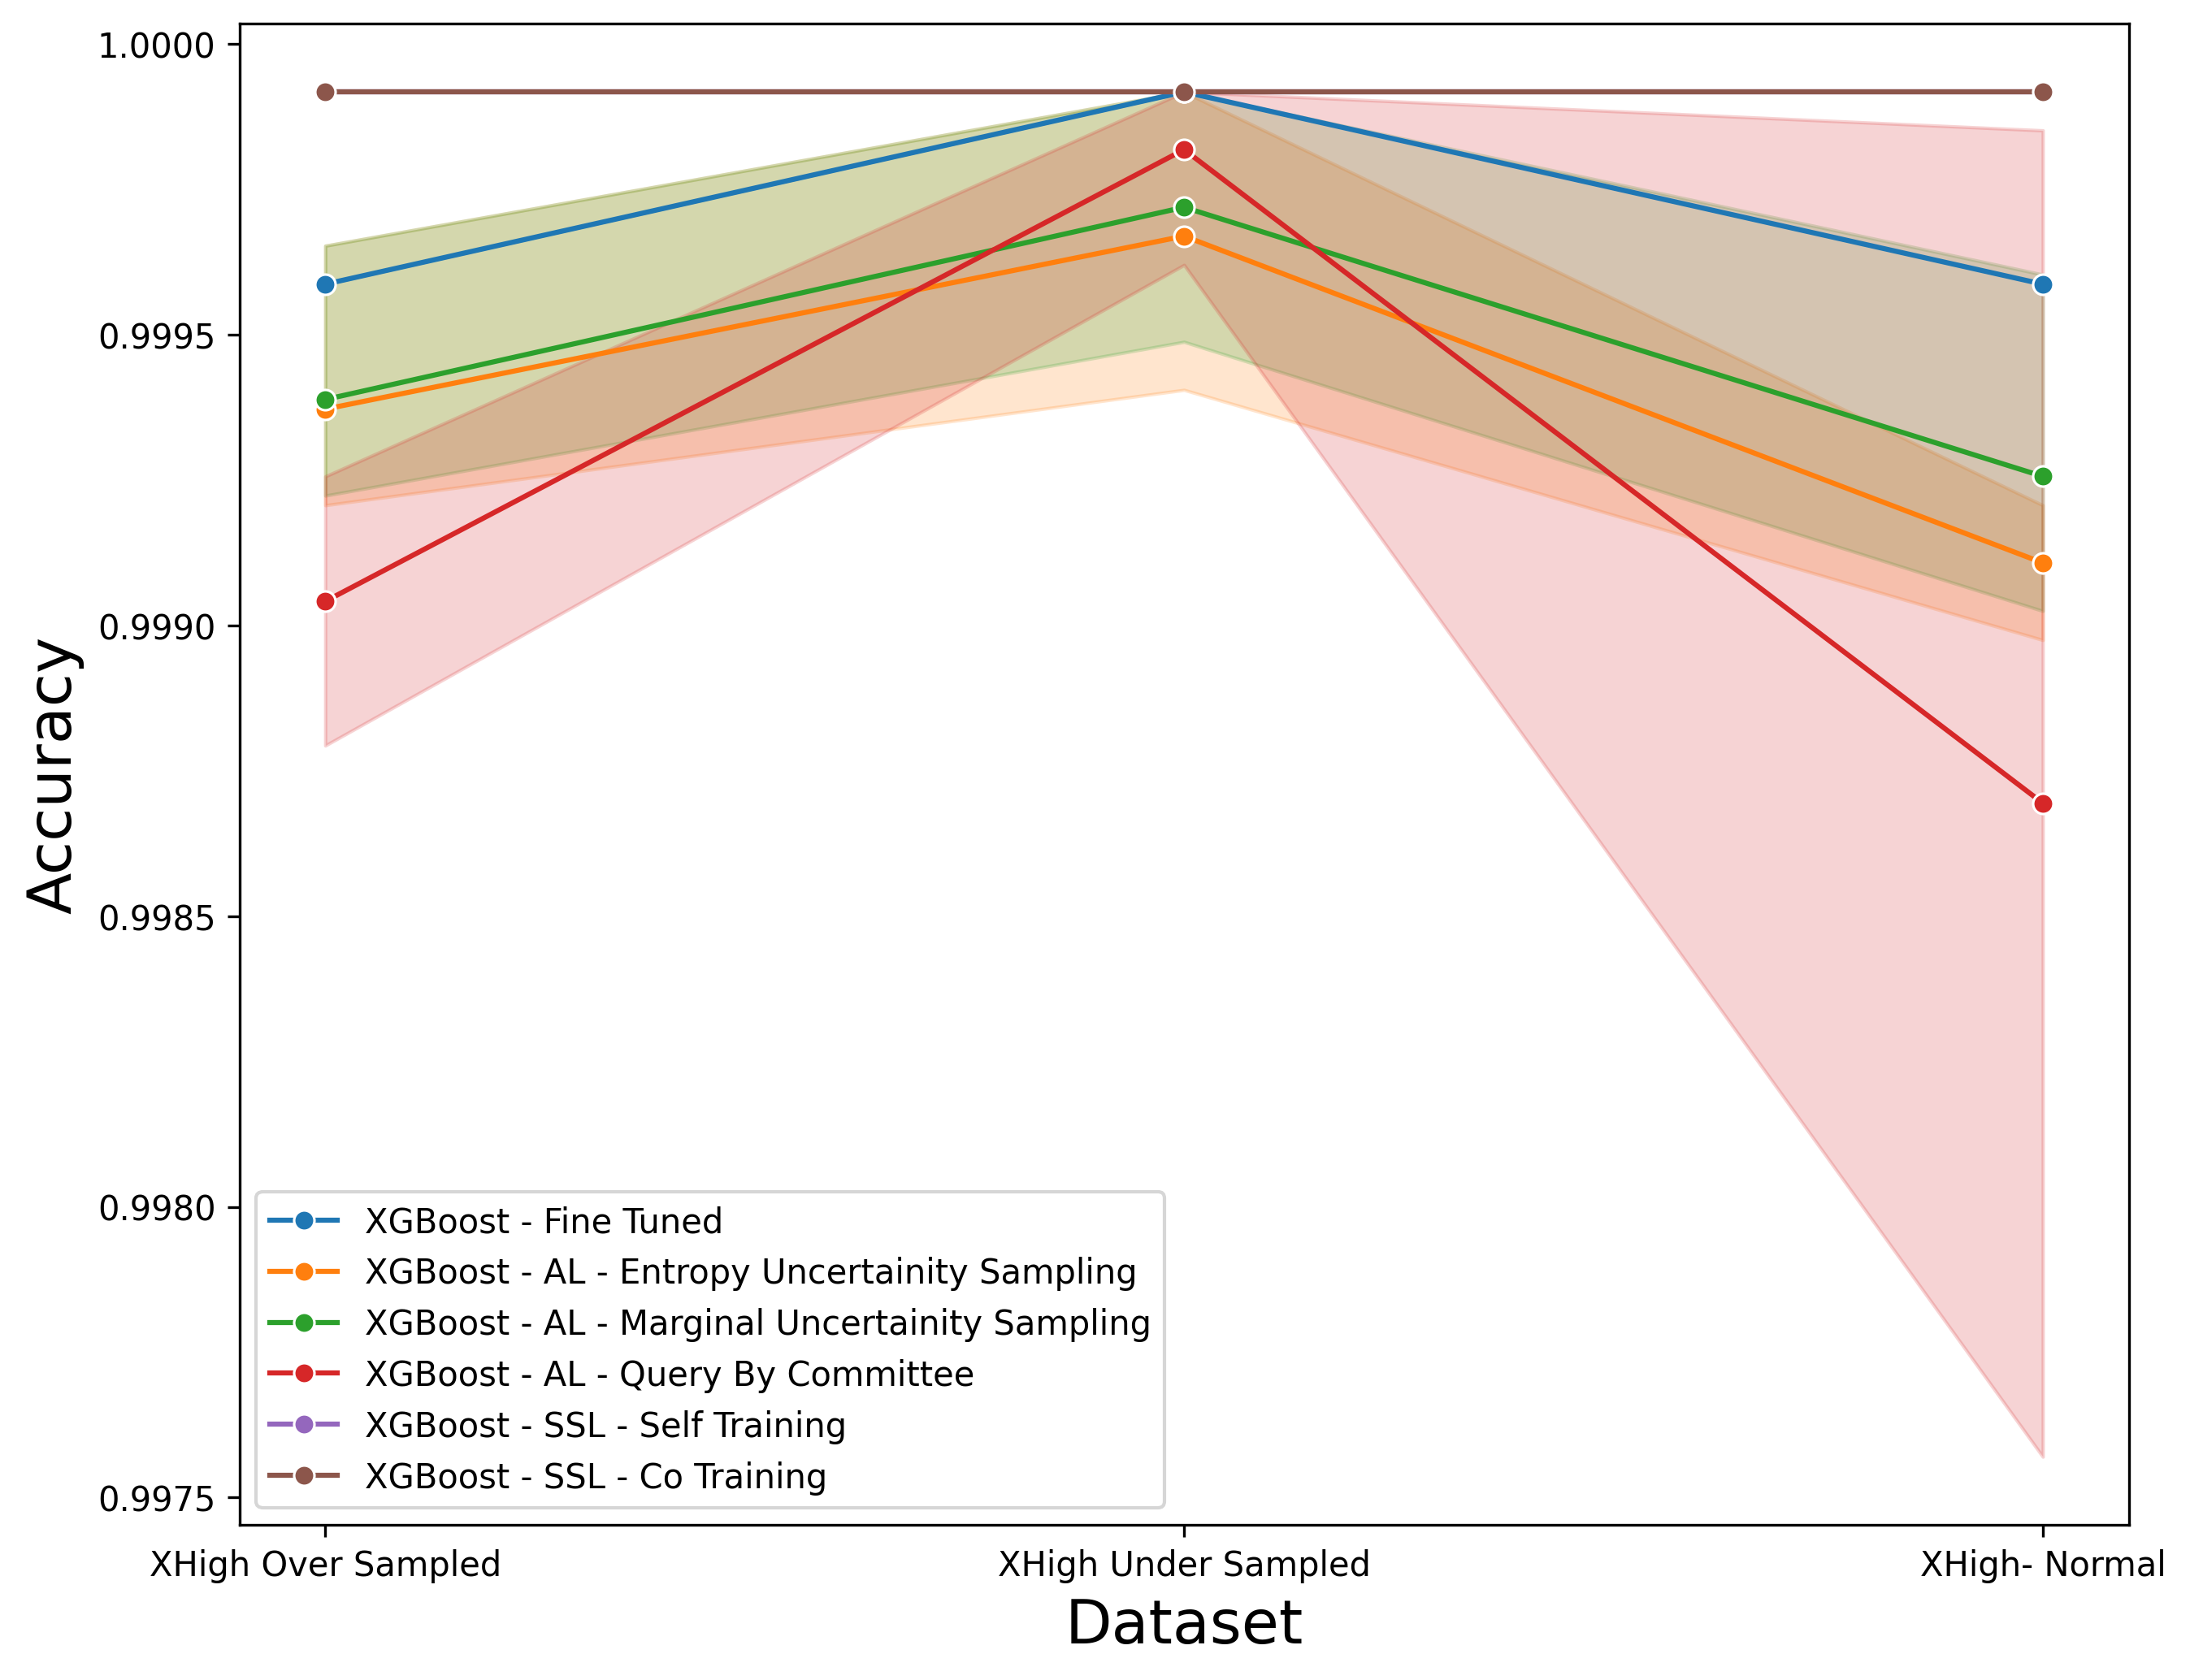 1.0000
0.9995
0.9990
0.9985
0.9980
0.9975
Accuracy
XGBoost - Fine Tuned
XGBoost - AL - Entropy Uncertainity Sampling
XGBoost - AL - Marginal Uncertainity Sampling
XGBoost - AL - Query By Committee
XGBoost - SSL - Self Training
XGBoost - SSL - Co Training
XHigh Over Sampled
XHigh Under Sampled
XHigh- Normal
Dataset